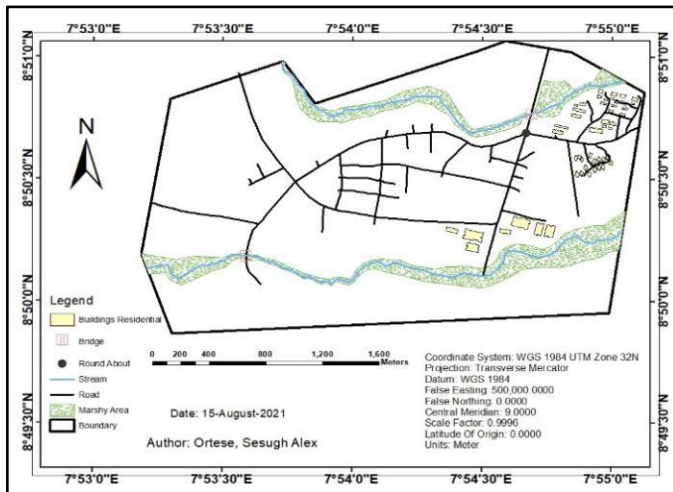 7°53'0"E 7°53'30"E 7°54'0"E 7°54'30"E 7°55'0"E
8°51'0"N
8°51'0"N
N
8°50'30"N
8°50'30"N
8°50'0"N
8°50'0"N
8°49'30"N
8°49'30"N
Legend
Buildings Residential
Bridge
Round About
Stream
Road
Marshy Area
Boundary
0 200 400 800 1,200 1,600
Meters
Date: 15-August-2021
Author: Ortese, Sesugh Alex
Coordinate System: WGS 1984 UTM Zone 32N
Projection: Transverse Mercator
Datum: WGS 1984
False Easting: 500,000.0000
False Northing: 0.0000
Central Meridian: 9.0000
Scale Factor: 0.9996
Latitude Of Origin: 0.0000
Units: Meter
7°53'0"E 7°53'30"E 7°54'0"E 7°54'30"E 7°55'0"E